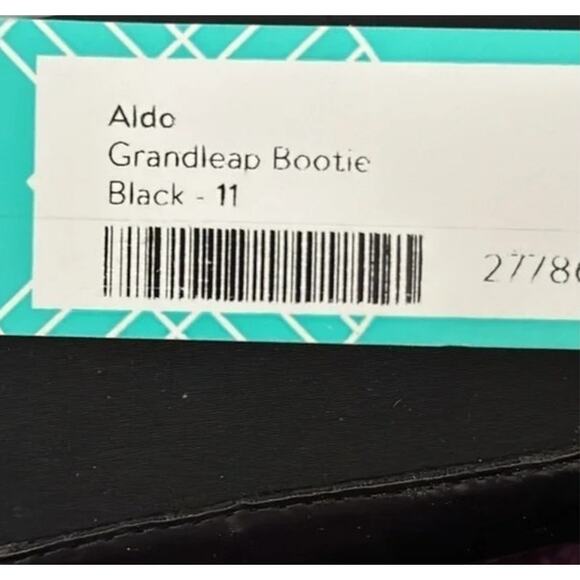 Aldo
Grandleap Bootie
Black - 11